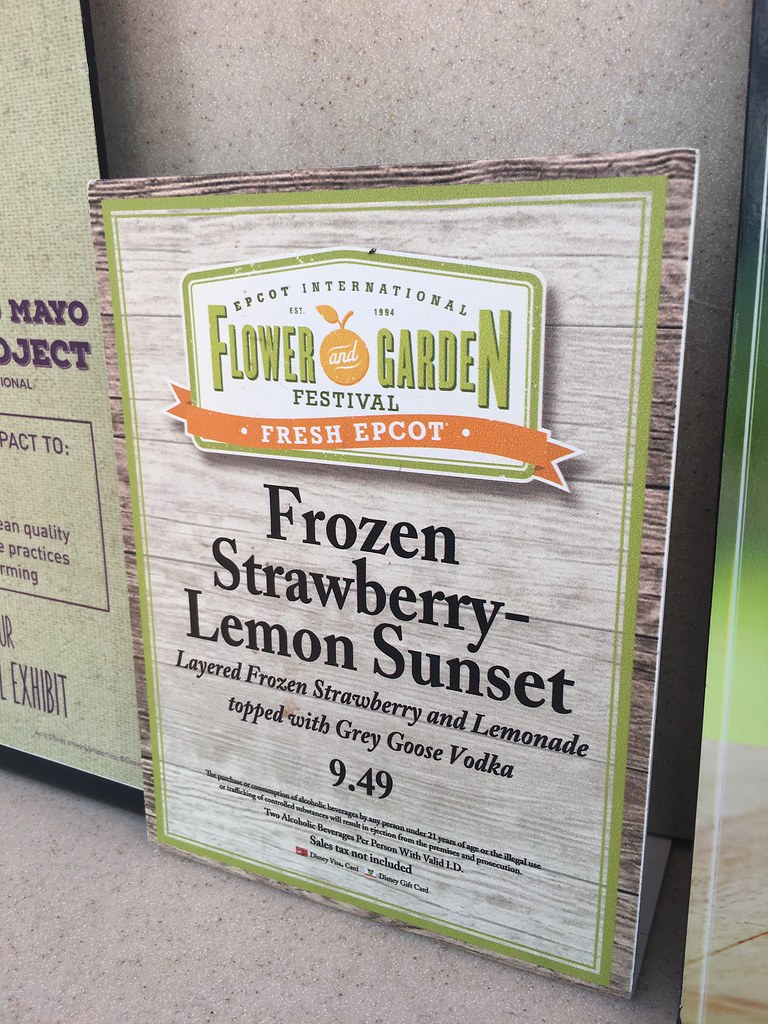 MAYO
OJECT
IONAL
PACT TO:
ean quality
e practices
rming
UR
L EXHIBIT
EPCOT INTERNATIONAL
EST. 1994
FLOWER and GARDEN
FESTIVAL
• FRESH EPCOT •
Frozen
Strawberry-
Lemon Sunset
Layered Frozen Strawberry and Lemonade
topped with Grey Goose Vodka
9.49
The purchase or consumption of alcoholic beverages by any person under 21 years of age or the illegal use
or trafficking of controlled substances will result in ejection from the premises and prosecution.
Two Alcoholic Beverages Per Person With Valid I.D.
Sales tax not included
Disney Visa, Card Disney Gift Card